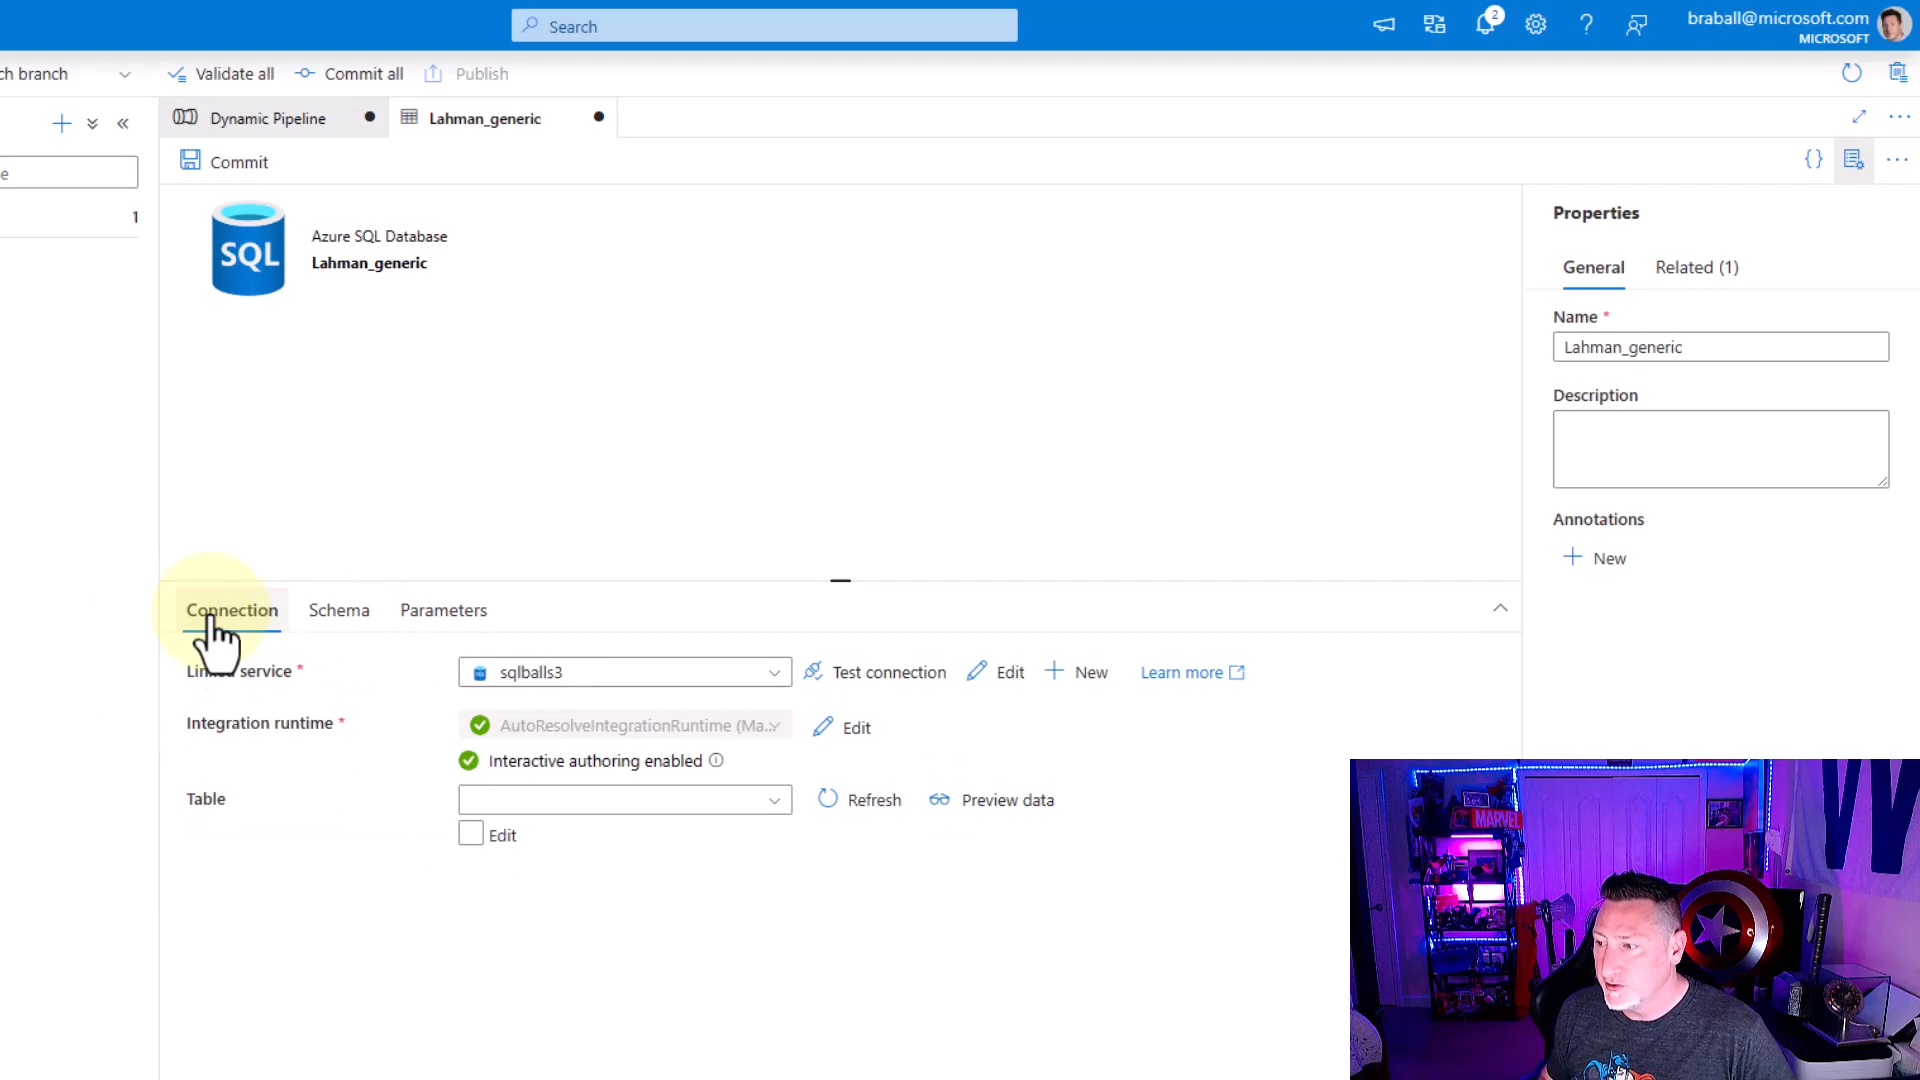 Search
2
braball@microsoft.com
MICROSOFT
ch branch
Validate all
Commit all
Publish
Dynamic Pipeline
Lahman_generic
Commit
e
1
SQL
Azure SQL Database
Lahman_generic
Properties
General
Related (1)
Name *
Lahman_generic
Description
Annotations
New
Connection
Schema
Parameters
Linked service *
sqlballs3
Test connection
Edit
New
Learn more
Integration runtime *
AutoResolveIntegrationRuntime (Ma...
Edit
Interactive authoring enabled
Table
Refresh
Preview data
Edit
MARVEL
W